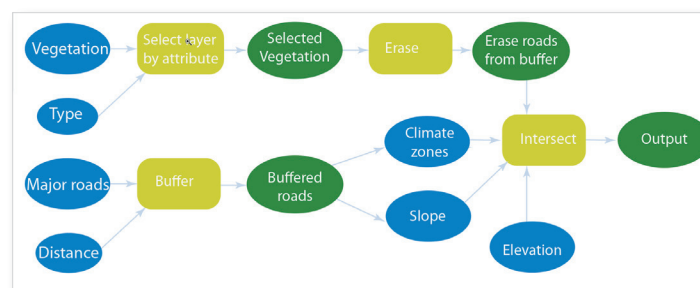 Vegetation
Select layer
by attribute
Selected
Vegetation
Erase
Erase roads
from buffer
Type
Climate
zones
Intersect
Output
Major roads
Buffer
Buffered
roads
Slope
Distance
Elevation